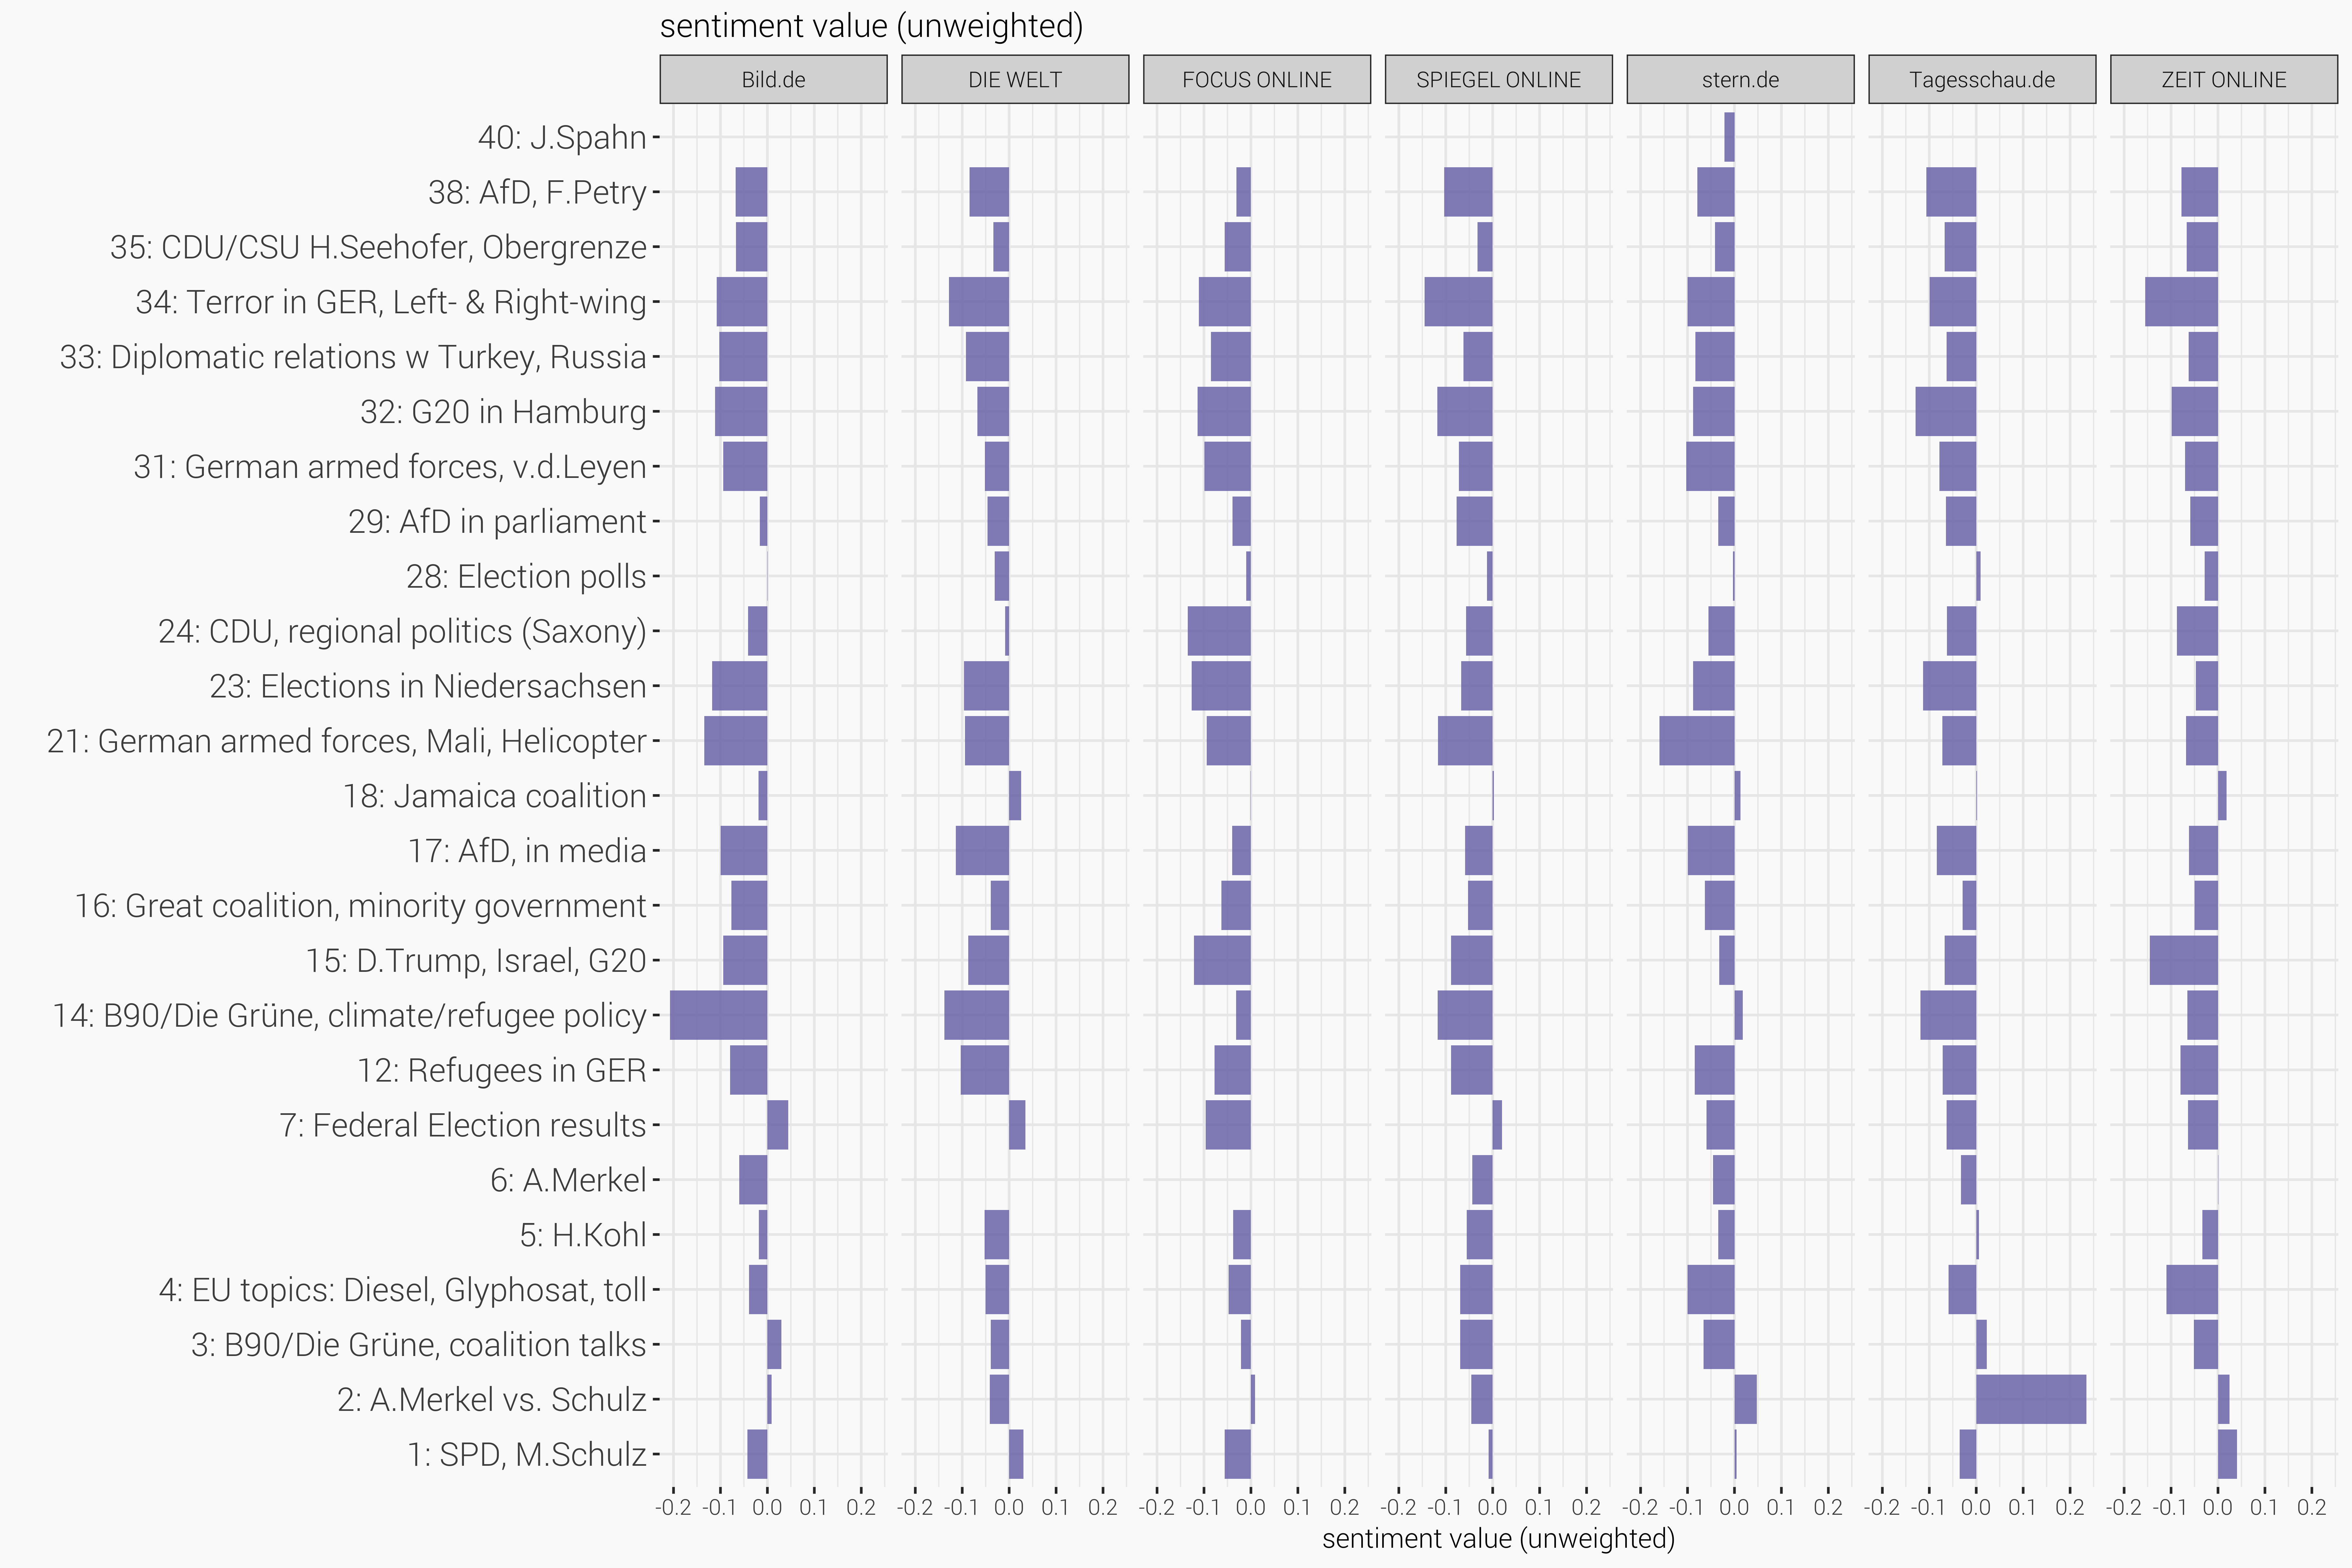 sentiment value (unweighted)
Bild.de DIE WELT FOCUS ONLINE SPIEGEL ONLINE stern.de Tagesschau.de ZEIT ONLINE
40: J.Spahn
38: AfD, F.Petry
35: CDU/CSU H.Seehofer, Obergrenze
34: Terror in GER, Left- & Right-wing
33: Diplomatic relations w Turkey, Russia
32: G20 in Hamburg
31: German armed forces, v.d.Leyen
29: AfD in parliament
28: Election polls
24: CDU, regional politics (Saxony)
23: Elections in Niedersachsen
21: German armed forces, Mali, Helicopter
18: Jamaica coalition
17: AfD, in media
16: Great coalition, minority government
15: D.Trump, Israel, G20
14: B90/Die Grüne, climate/refugee policy
12: Refugees in GER
7: Federal Election results
6: A.Merkel
5: H.Kohl
4: EU topics: Diesel, Glyphosat, toll
3: B90/Die Grüne, coalition talks
2: A.Merkel vs. Schulz
1: SPD, M.Schulz
-0.2 -0.1 0.0 0.1 0.2 -0.2 -0.1 0.0 0.1 0.2 -0.2 -0.1 0.0 0.1 0.2 -0.2 -0.1 0.0 0.1 0.2 -0.2 -0.1 0.0 0.1 0.2 -0.2 -0.1 0.0 0.1 0.2 -0.2 -0.1 0.0 0.1 0.2
sentiment value (unweighted)